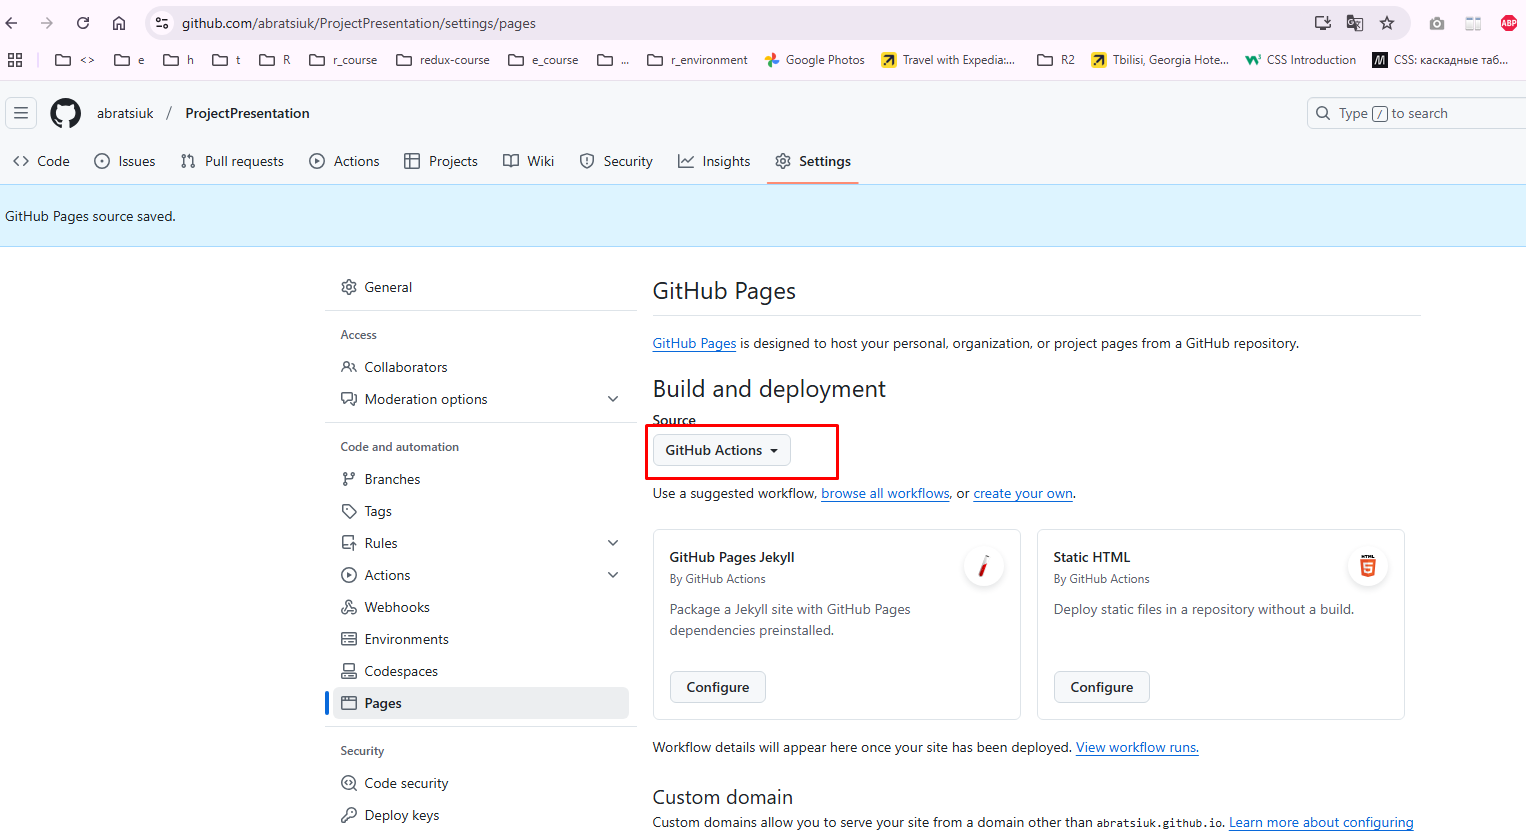 github.com/abratsiuk/ProjectPresentation/settings/pages
ABP
<> e h t R r_course redux-course e_course ... r_environment Google Photos Travel with Expedia:... R2 Tbilisi, Georgia Hote... CSS Introduction M CSS: каскадные таб...
abratsiuk / ProjectPresentation
Type / to search
Code Issues Pull requests Actions Projects Wiki Security Insights Settings
GitHub Pages source saved.
General
Access
Collaborators
Moderation options
Code and automation
Branches
Tags
Rules
Actions
Webhooks
Environments
Codespaces
Pages
Security
Code security
Deploy keys
GitHub Pages
GitHub Pages is designed to host your personal, organization, or project pages from a GitHub repository.
Build and deployment
Source
GitHub Actions
Use a suggested workflow, browse all workflows, or create your own.
GitHub Pages Jekyll
By GitHub Actions
Package a Jekyll site with GitHub Pages
dependencies preinstalled.
Configure
Static HTML
By GitHub Actions
HTML
5
Deploy static files in a repository without a build.
Configure
Workflow details will appear here once your site has been deployed. View workflow runs.
Custom domain
Custom domains allow you to serve your site from a domain other than abratsiuk.github.io. Learn more about configuring